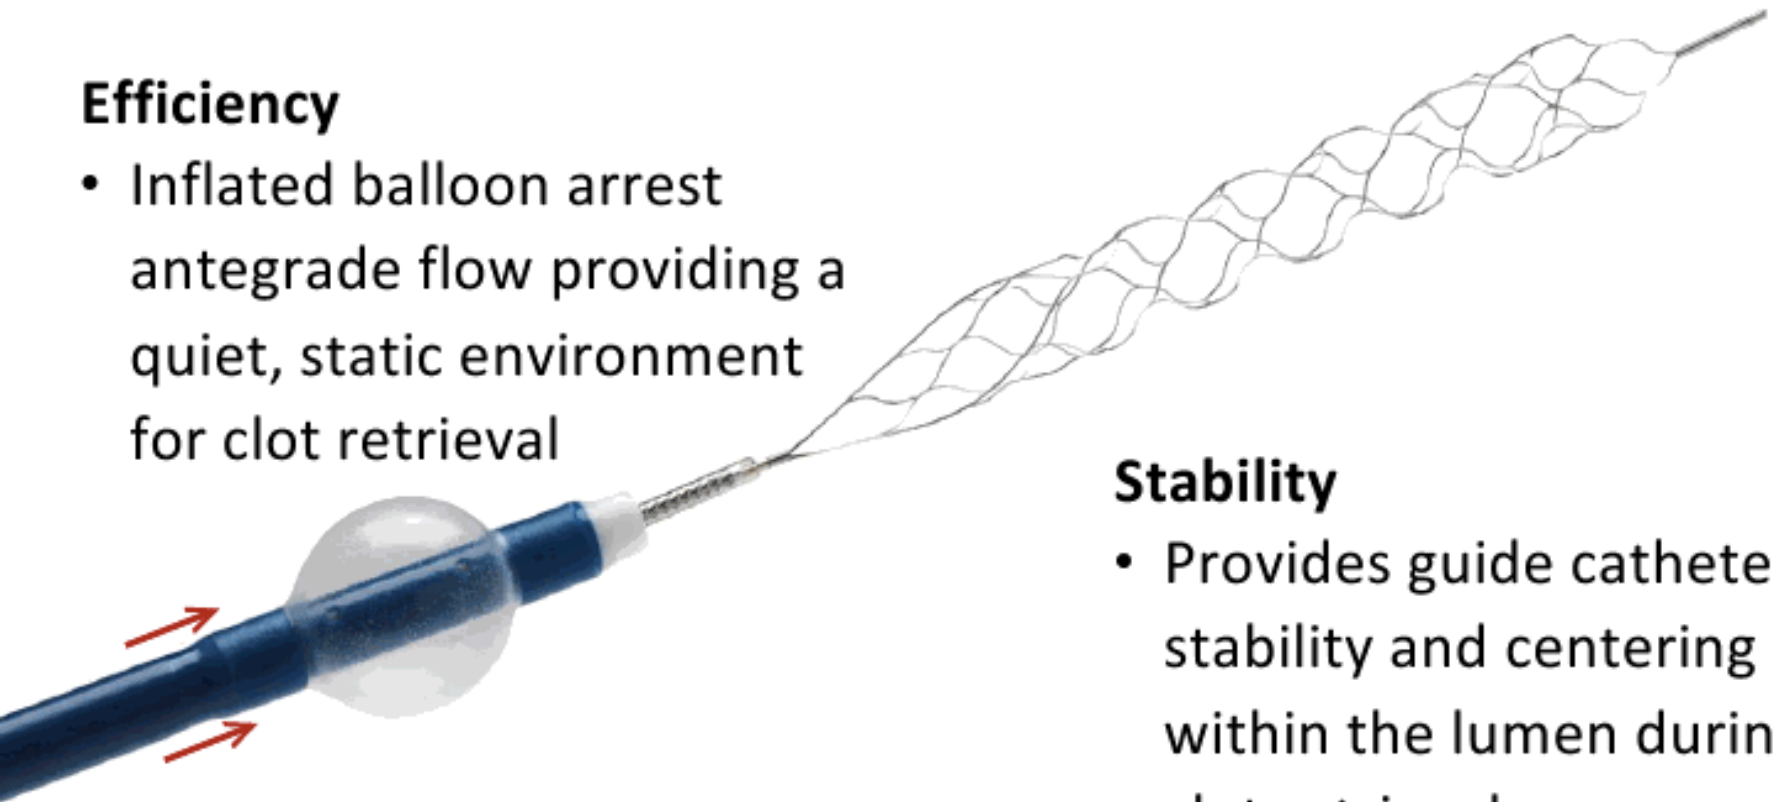 Efficiency
• Inflated balloon arrest
antegrade flow providing a
quiet, static environment
for clot retrieval
Stability
• Provides guide cathete
stability and centering
within the lumen durin